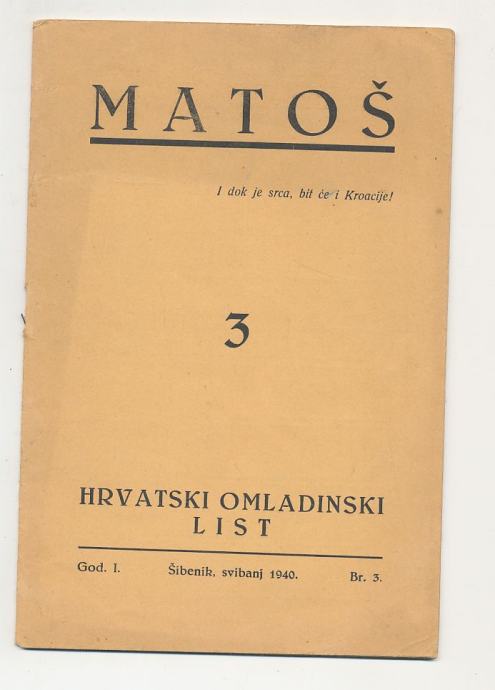 MATOŠ
I dok je srca, bit će i Kroacije!
3
HRVATSKI OMLADINSKI
LIST
God. I. Šibenik, svibanj 1940. Br. 3.